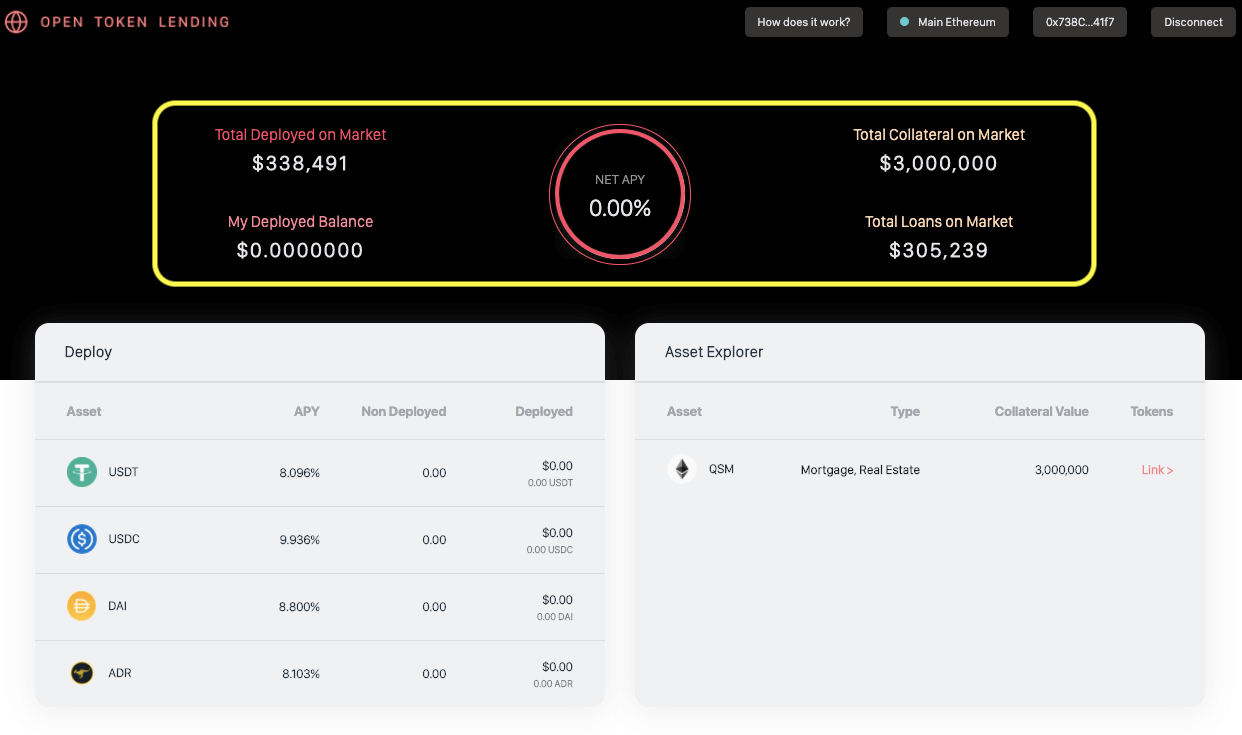 OPEN TOKEN LENDING
How does it work?
Main Ethereum
0x738C...41f7
Disconnect
Total Deployed on Market
$338,491
My Deployed Balance
$0.0000000
NET APY
0.00%
Total Collateral on Market
$3,000,000
Total Loans on Market
$305,239
Deploy
Asset APY Non Deployed Deployed
USDT 8.096% 0.00 $0.00
0.00 USDT
USDC 9.936% 0.00 $0.00
0.00 USDC
DAI 8.800% 0.00 $0.00
0.00 DAI
ADR 8.103% 0.00 $0.00
0.00 ADR
Asset Explorer
Asset Type Collateral Value Tokens
QSM Mortgage, Real Estate 3,000,000 Link >